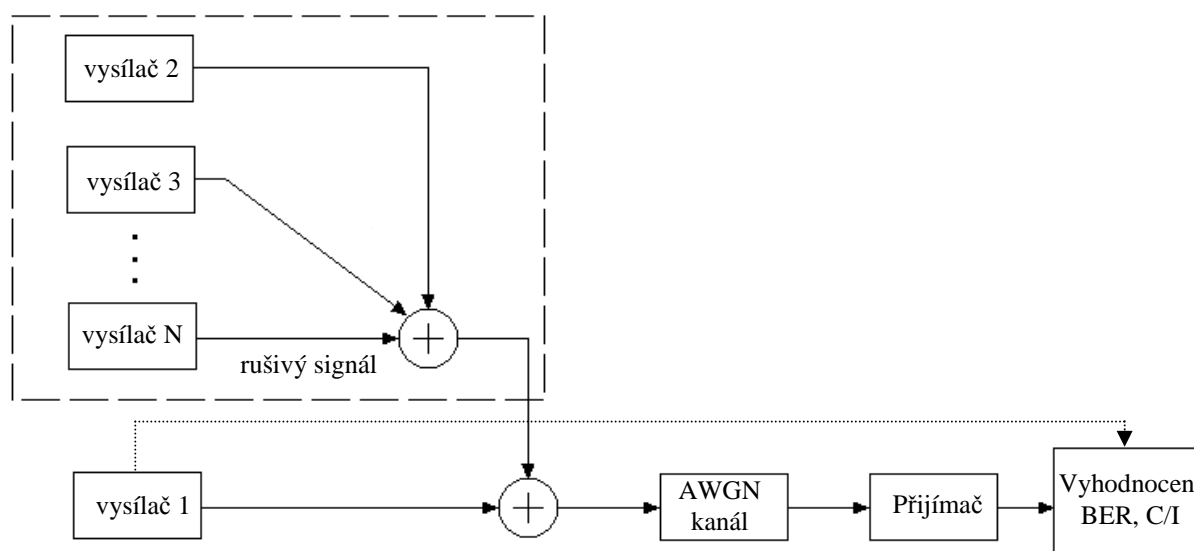 vysílač 2
vysílač 3
vysílač N
rušivý signál
vysílač 1
AWGN
kanál
Přijímač
Vyhodnocen
BER, C/I